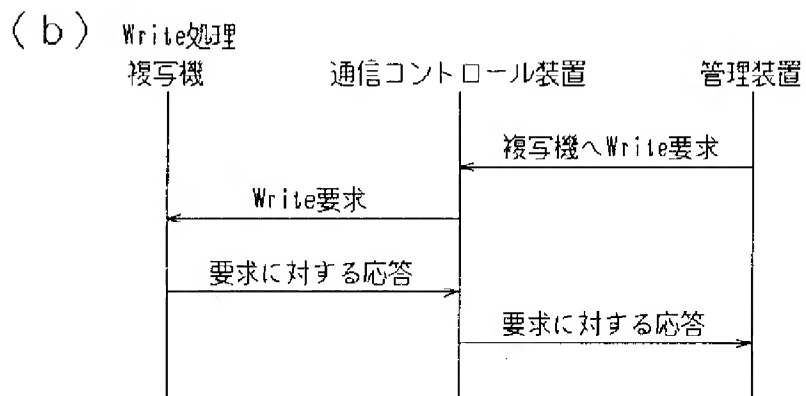 (b) Write処理
複写機 通信コントロール装置 管理装置
複写機へWrite要求
Write要求
要求に対する応答
要求に対する応答